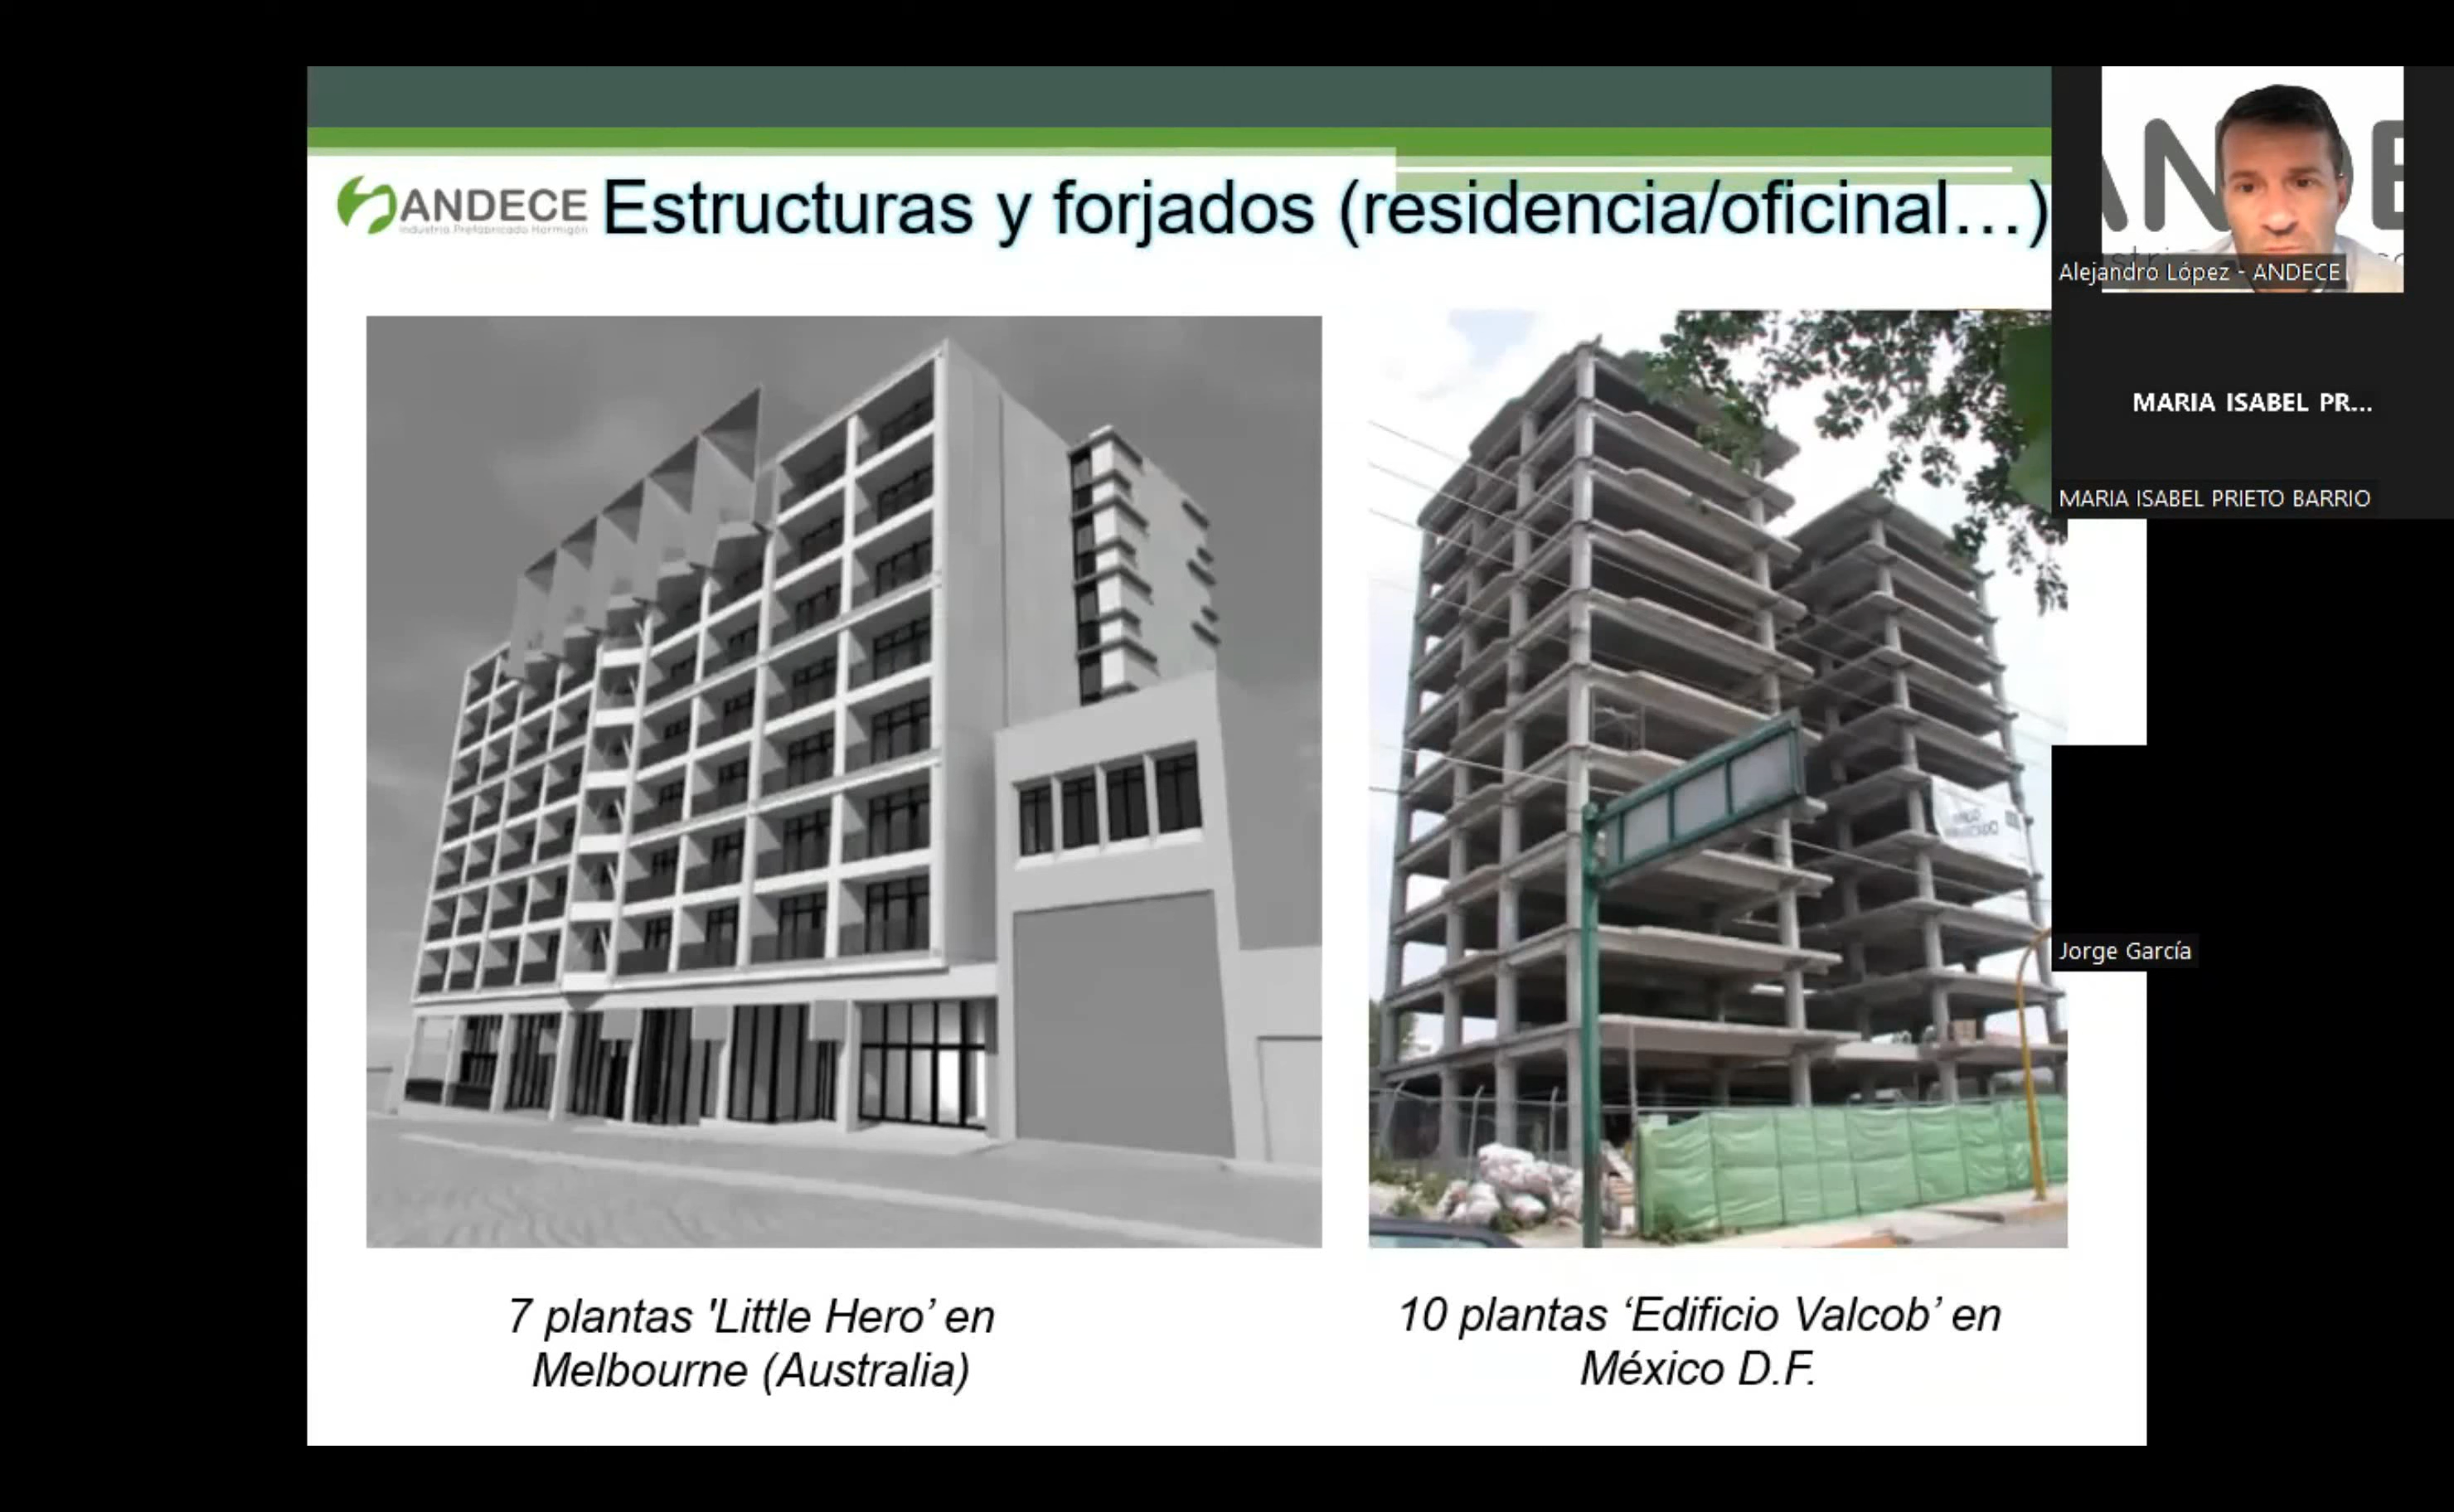 ANDECE
Industria Prefabricado Hormigón
Estructuras y forjados (residencia/oficinal…)
7 plantas 'Little Hero’ en
Melbourne (Australia)
10 plantas ‘Edificio Valcob’ en
México D.F.
Alejandro López - ANDECE
MARIA ISABEL PR...
MARIA ISABEL PRIETO BARRIO
Jorge García